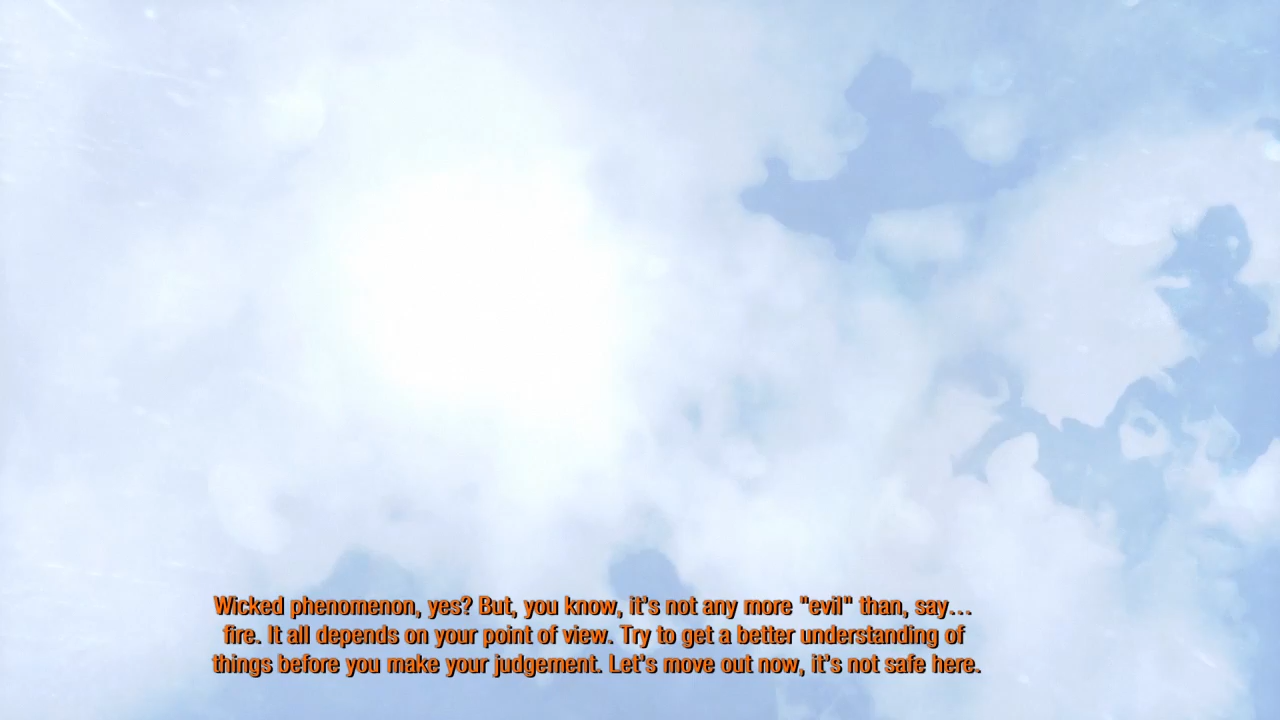 Wicked phenomenon, yes? But, you know, it's not any more "evil" than, say...
fire. It all depends on your point of view. Try to get a better understanding of
things before you make your judgement. Let's move out now, it's not safe here.